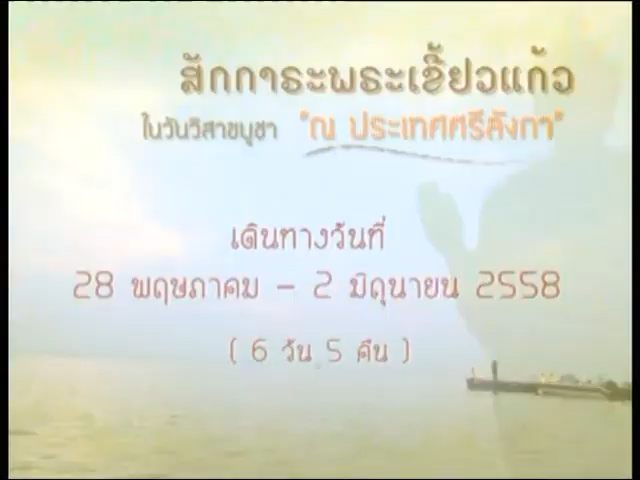 สักการะพระเขี้ยวแก้ว
ในวันวิสาขบูชา "ณ ประเทศศรีลังกา"
เดินทางวันที่
28 พฤษภาคม - 2 มิถุนายน 2558
( 6 วัน 5 คืน )